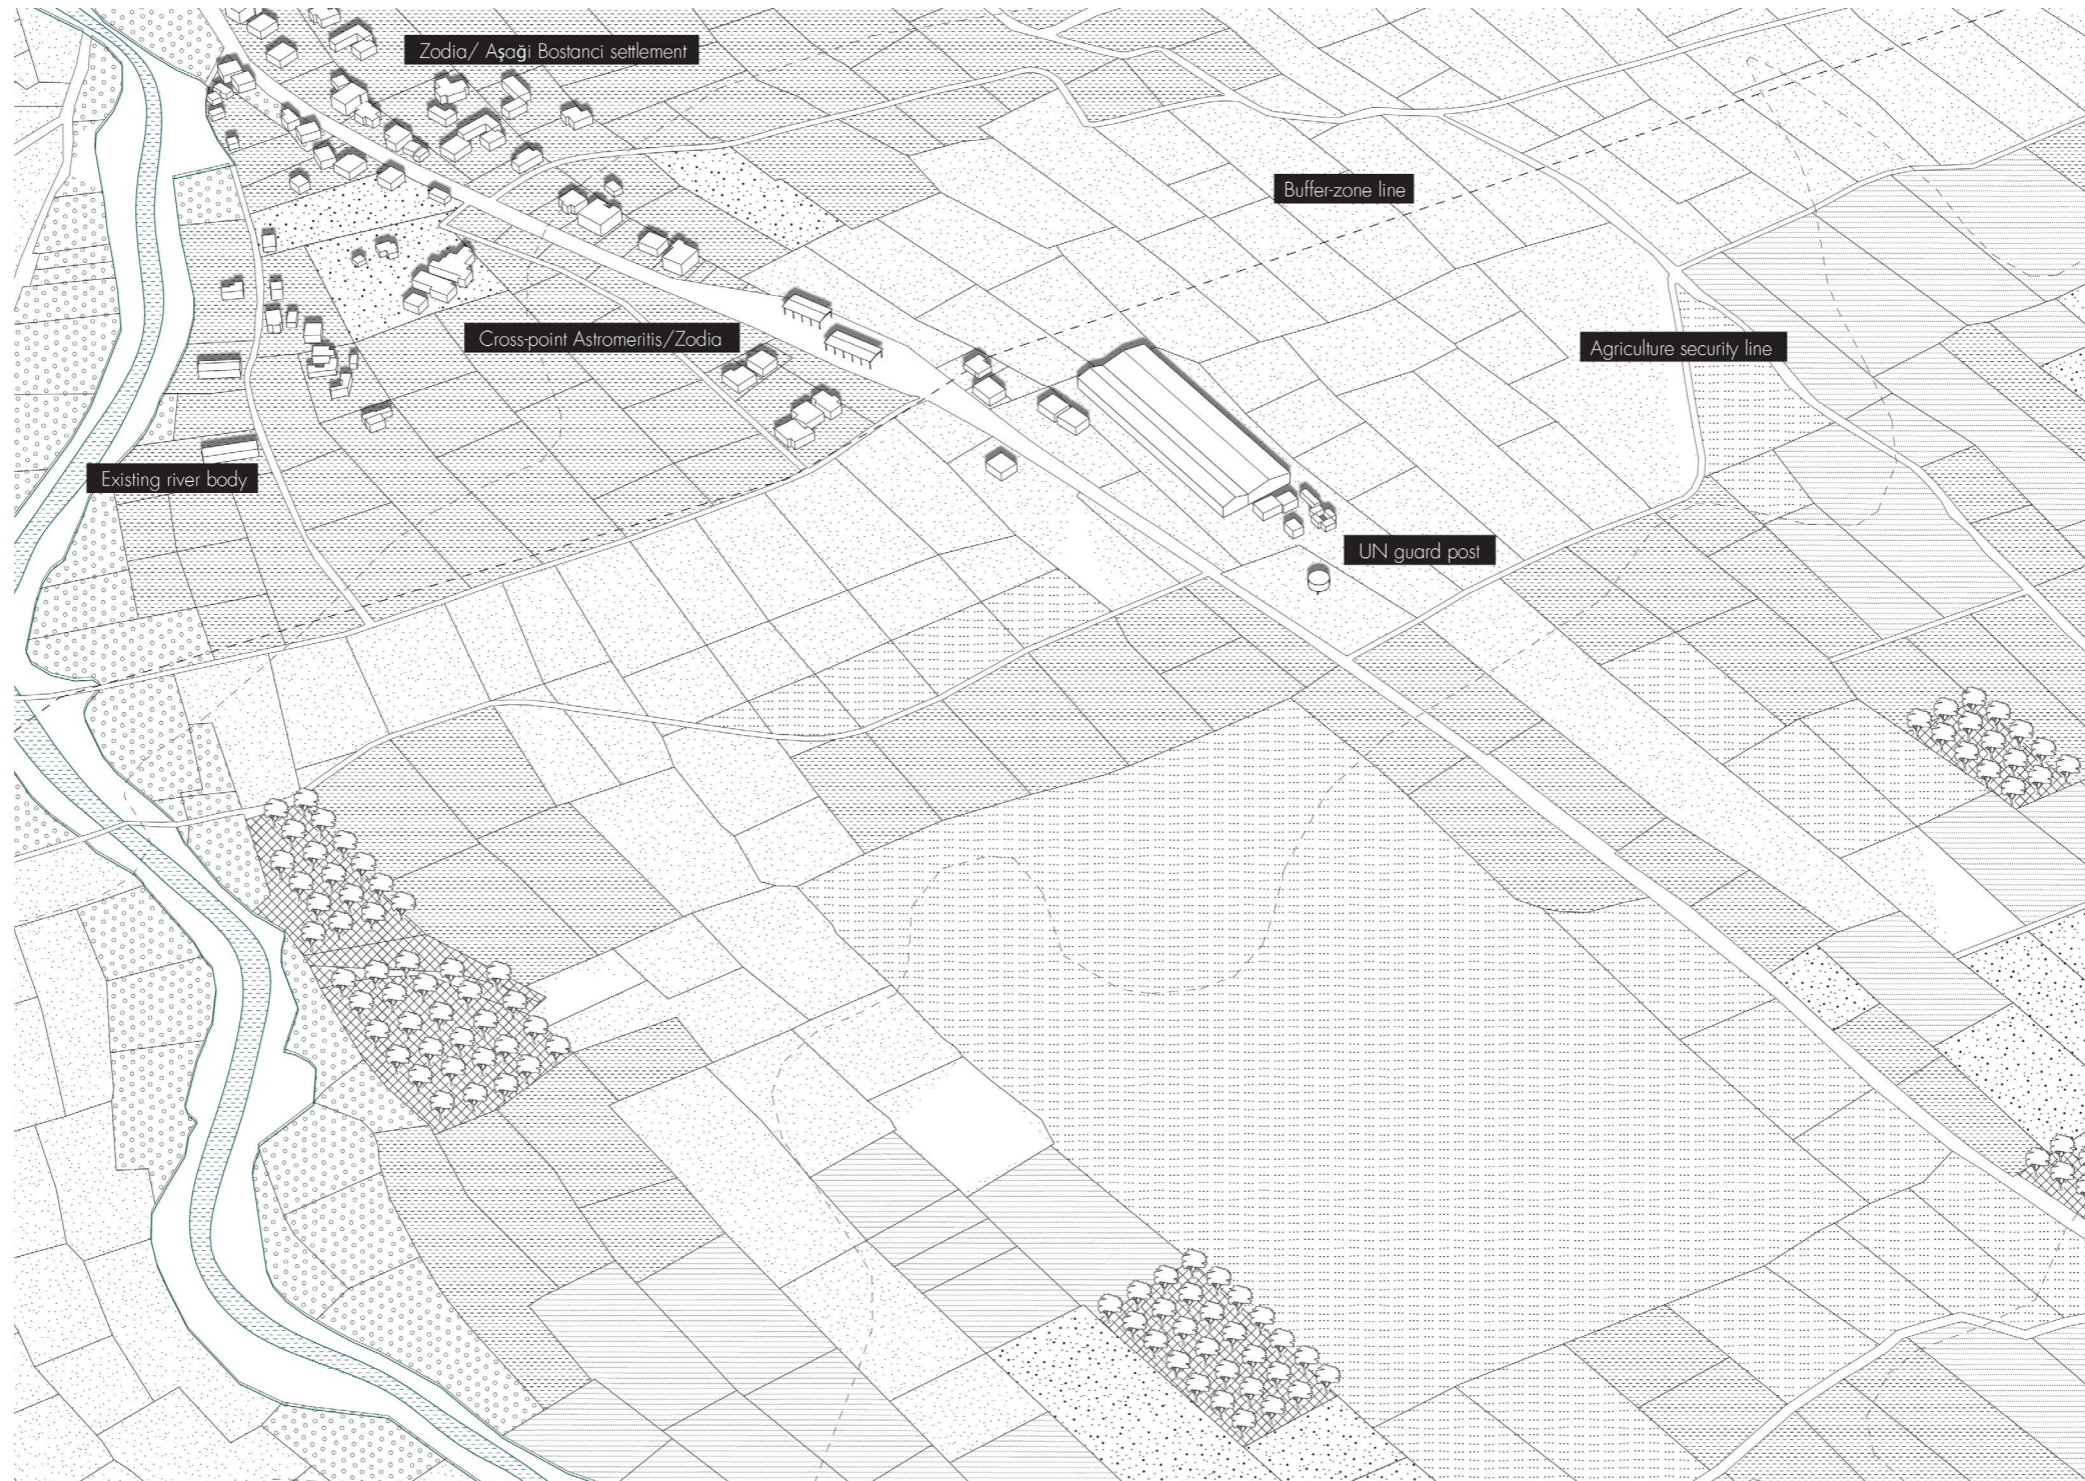 Zodia/ Aşaği Bostanci settlement
Buffer-zone line
Cross-point Astromeritis/Zodia
Agriculture security line
Existing river body
UN guard post